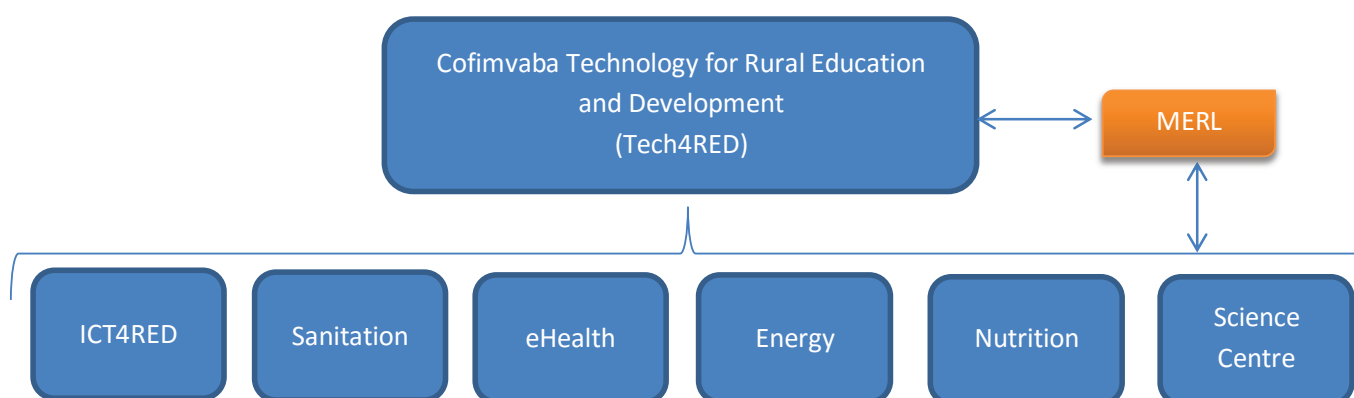 Cofimvaba Technology for Rural Education
and Development
(Tech4RED)
MERL
ICT4RED
Sanitation
eHealth
Energy
Nutrition
Science
Centre